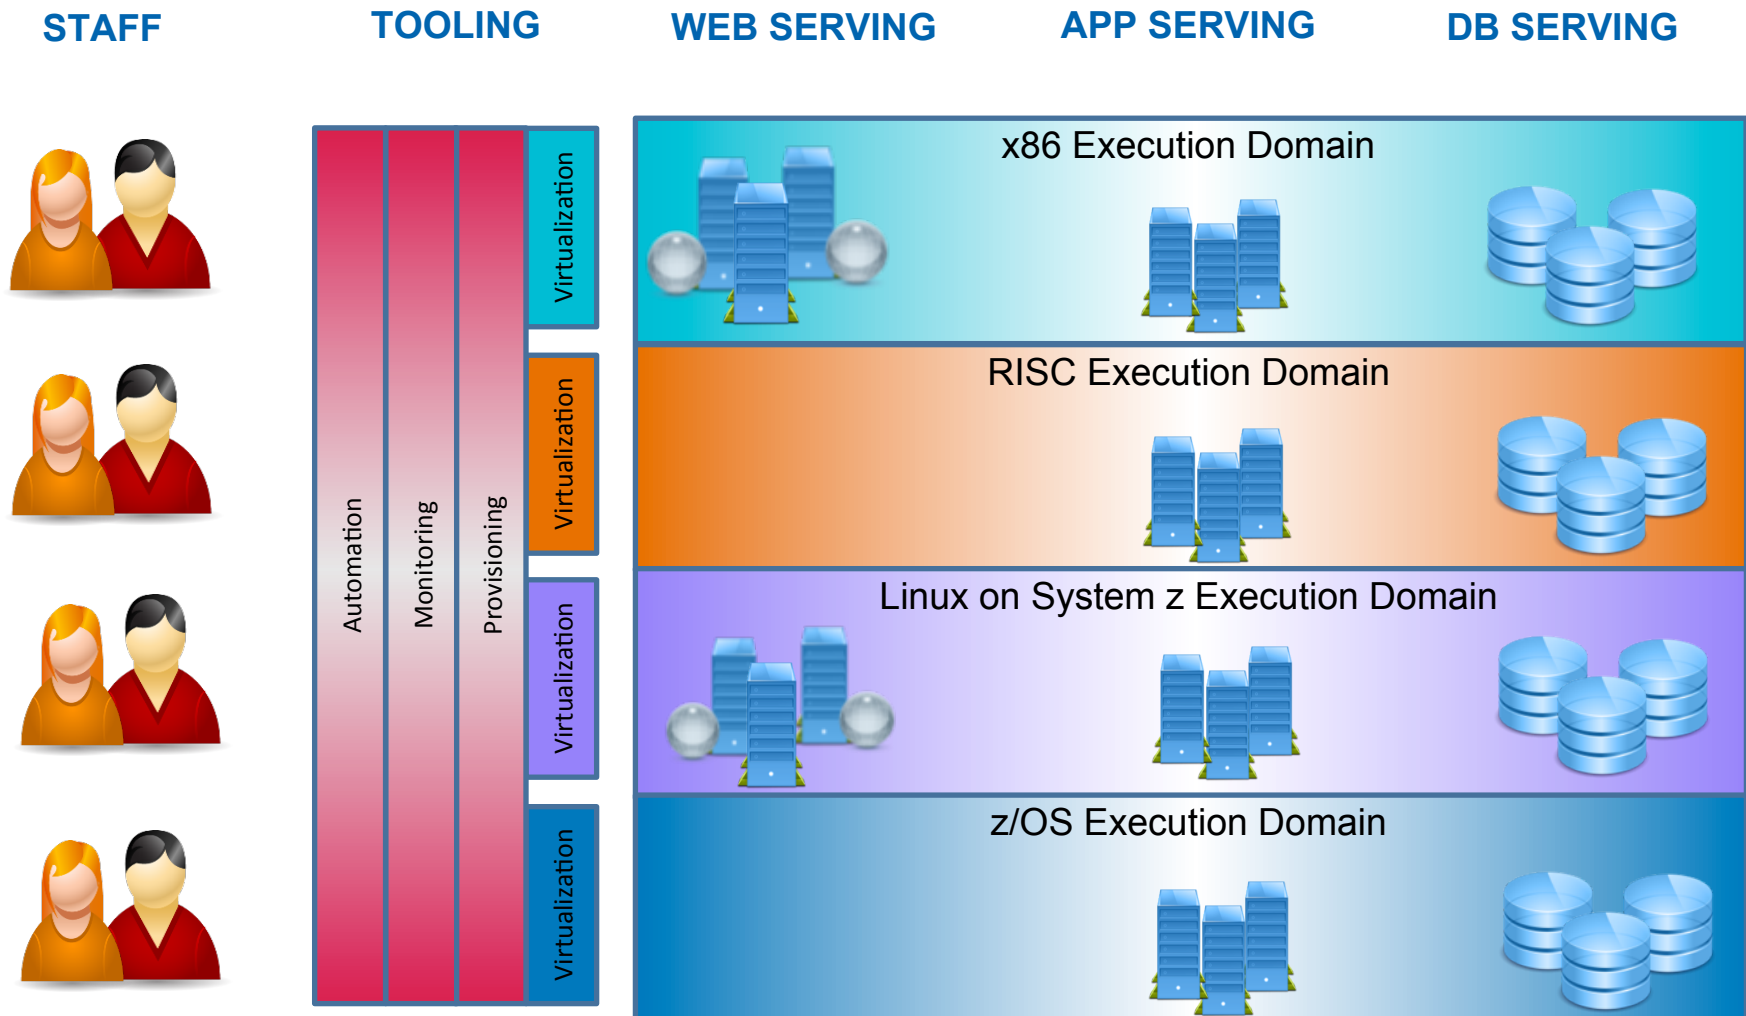 STAFF
TOOLING
WEB SERVING
APP SERVING
DB SERVING
Automation
Monitoring
Provisioning
Virtualization
x86 Execution Domain
Virtualization
RISC Execution Domain
Virtualization
Linux on System z Execution Domain
Virtualization
z/OS Execution Domain